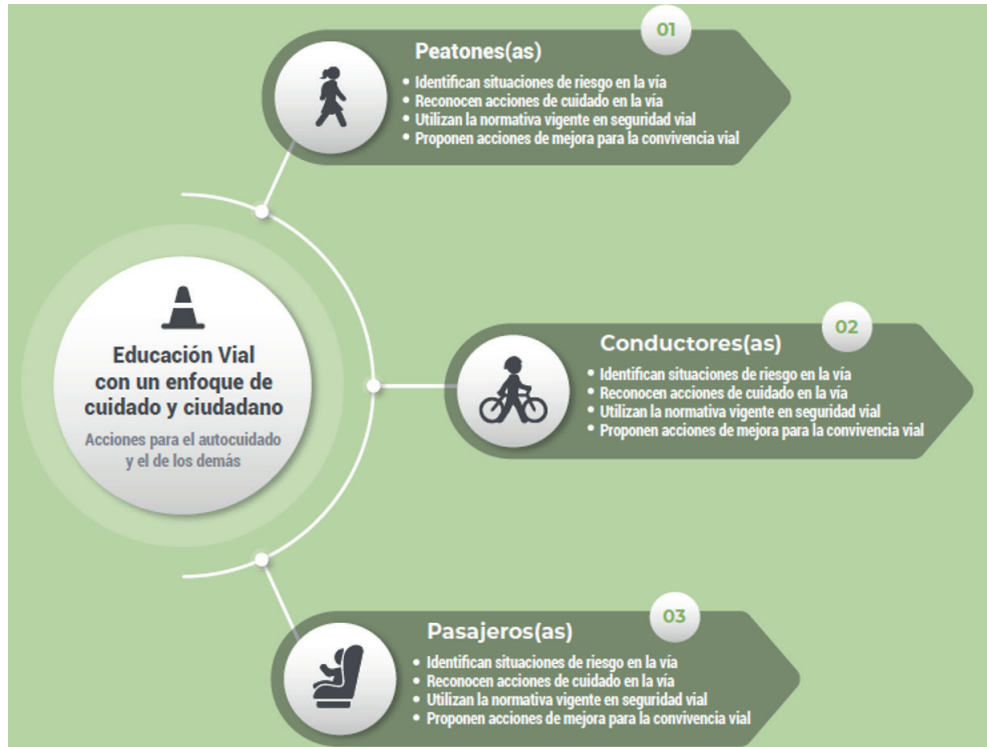 01
Peatones(as)
• Identifican situaciones de riesgo en la vía
• Reconocen acciones de cuidado en la vía
• Utilizan la normativa vigente en seguridad vial
• Proponen acciones de mejora para la convivencia vial
Educación Vial
con un enfoque de
cuidado y ciudadano
Acciones para el autocuidado
y el de los demás
02
Conductores(as)
• Identifican situaciones de riesgo en la vía
• Reconocen acciones de cuidado en la vía
• Utilizan la normativa vigente en seguridad vial
• Proponen acciones de mejora para la convivencia vial
03
Pasajeros(as)
• Identifican situaciones de riesgo en la vía
• Reconocen acciones de cuidado en la vía
• Utilizan la normativa vigente en seguridad vial
• Proponen acciones de mejora para la convivencia vial